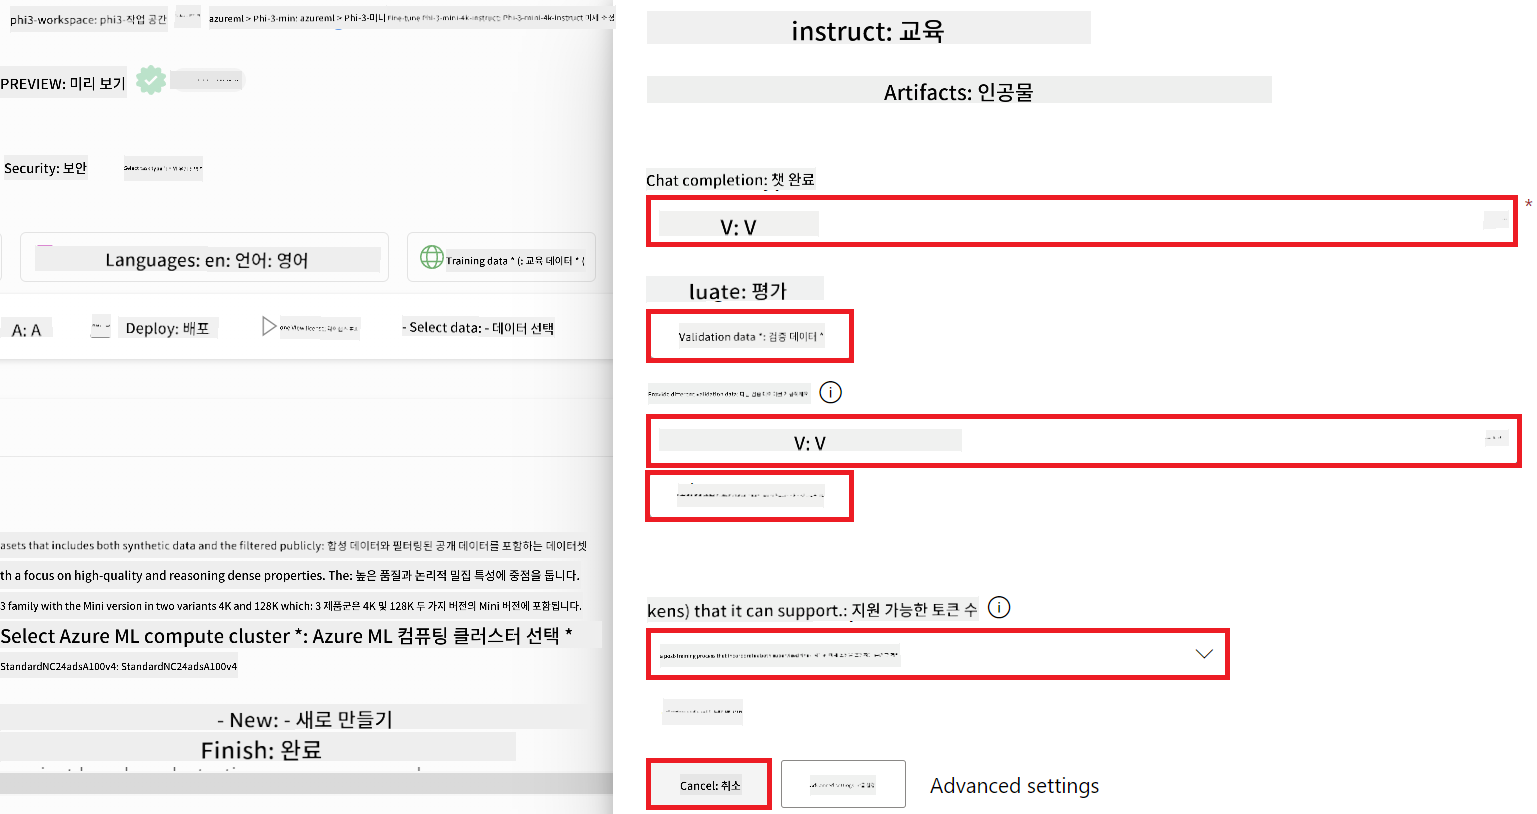 phi3-workspace: phi3-작업 공간
azureml > Phi-3-min: azureml > Phi-3-미니
Fine-tune Phi-3-mini-4k-instruct: Phi-3-mini-4k-instruct 미세 조정
PREVIEW: 미리 보기
Security: 보안
Languages: en: 언어: 영어
Training data * (: 교육 데이터 * (
A: A
Deploy: 배포
- Select data: - 데이터 선택
asets that includes both synthetic data and the filtered publicly: 합성 데이터와 필터링된 공개 데이터를 포함하는 데이터셋
th a focus on high-quality and reasoning dense properties. The: 높은 품질과 논리적 밀집 특성에 중점을 둡니다.
3 family with the Mini version in two variants 4K and 128K which: 3 제품군은 4K 및 128K 두 가지 버전의 Mini 버전에 포함됩니다.
Select Azure ML compute cluster *: Azure ML 컴퓨팅 클러스터 선택 *
StandardNC24adsA100v4: StandardNC24adsA100v4
- New: - 새로 만들기
Finish: 완료
instruct: 교육
Artifacts: 인공물
Chat completion: 챗 완료
V: V
*
luate: 평가
Validation data *: 검증 데이터 *
Provide different validation data:
V: V
kens) that it can support.: 지원 가능한 토큰 수
Cancel: 취소
Advanced settings